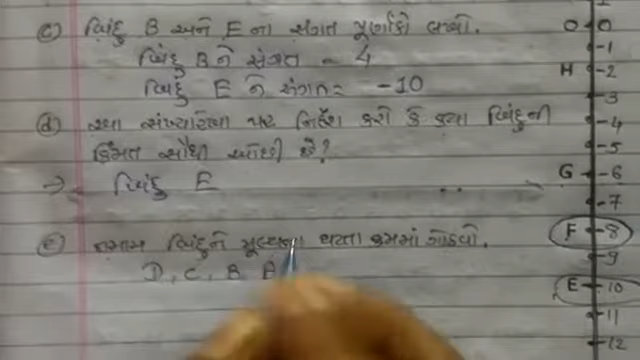 (c) બિંદુ B અને E ના સંગત પૂર્ણાંકો લખો.
બિંદુ B ને સંગત = 4
બિંદુ E ને સંગત = -10
(d) આ સંખ્યારેખા પર નિર્દેશ કરો કે કયા બિંદુની
કિંમત સૌથી ઓછી છે?
→ બિંદુ E
(e) તમામ બિંદુને મૂલ્યના ઘટતા ક્રમમાં ગોઠવો.
D, C, B, A
O 0
-1
H -2
-3
-4
-5
G -6
-7
F -8
-9
E -10
-11
-12